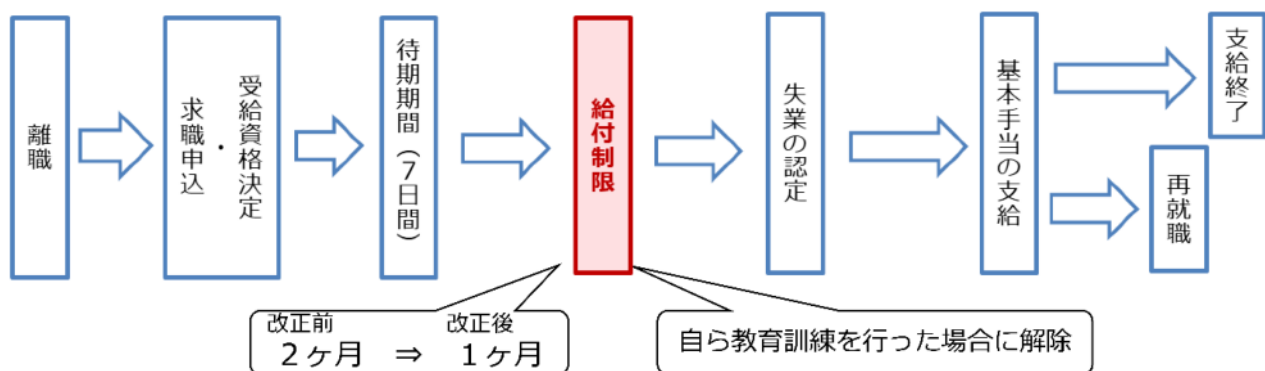 離職
受給資格決定
・
求職申込
待期期間（7日間）
給付制限
失業の認定
基本手当の支給
支給終了
再就職
改正前 改正後
２ヶ月 ⇒ １ヶ月
自ら教育訓練を行った場合に解除